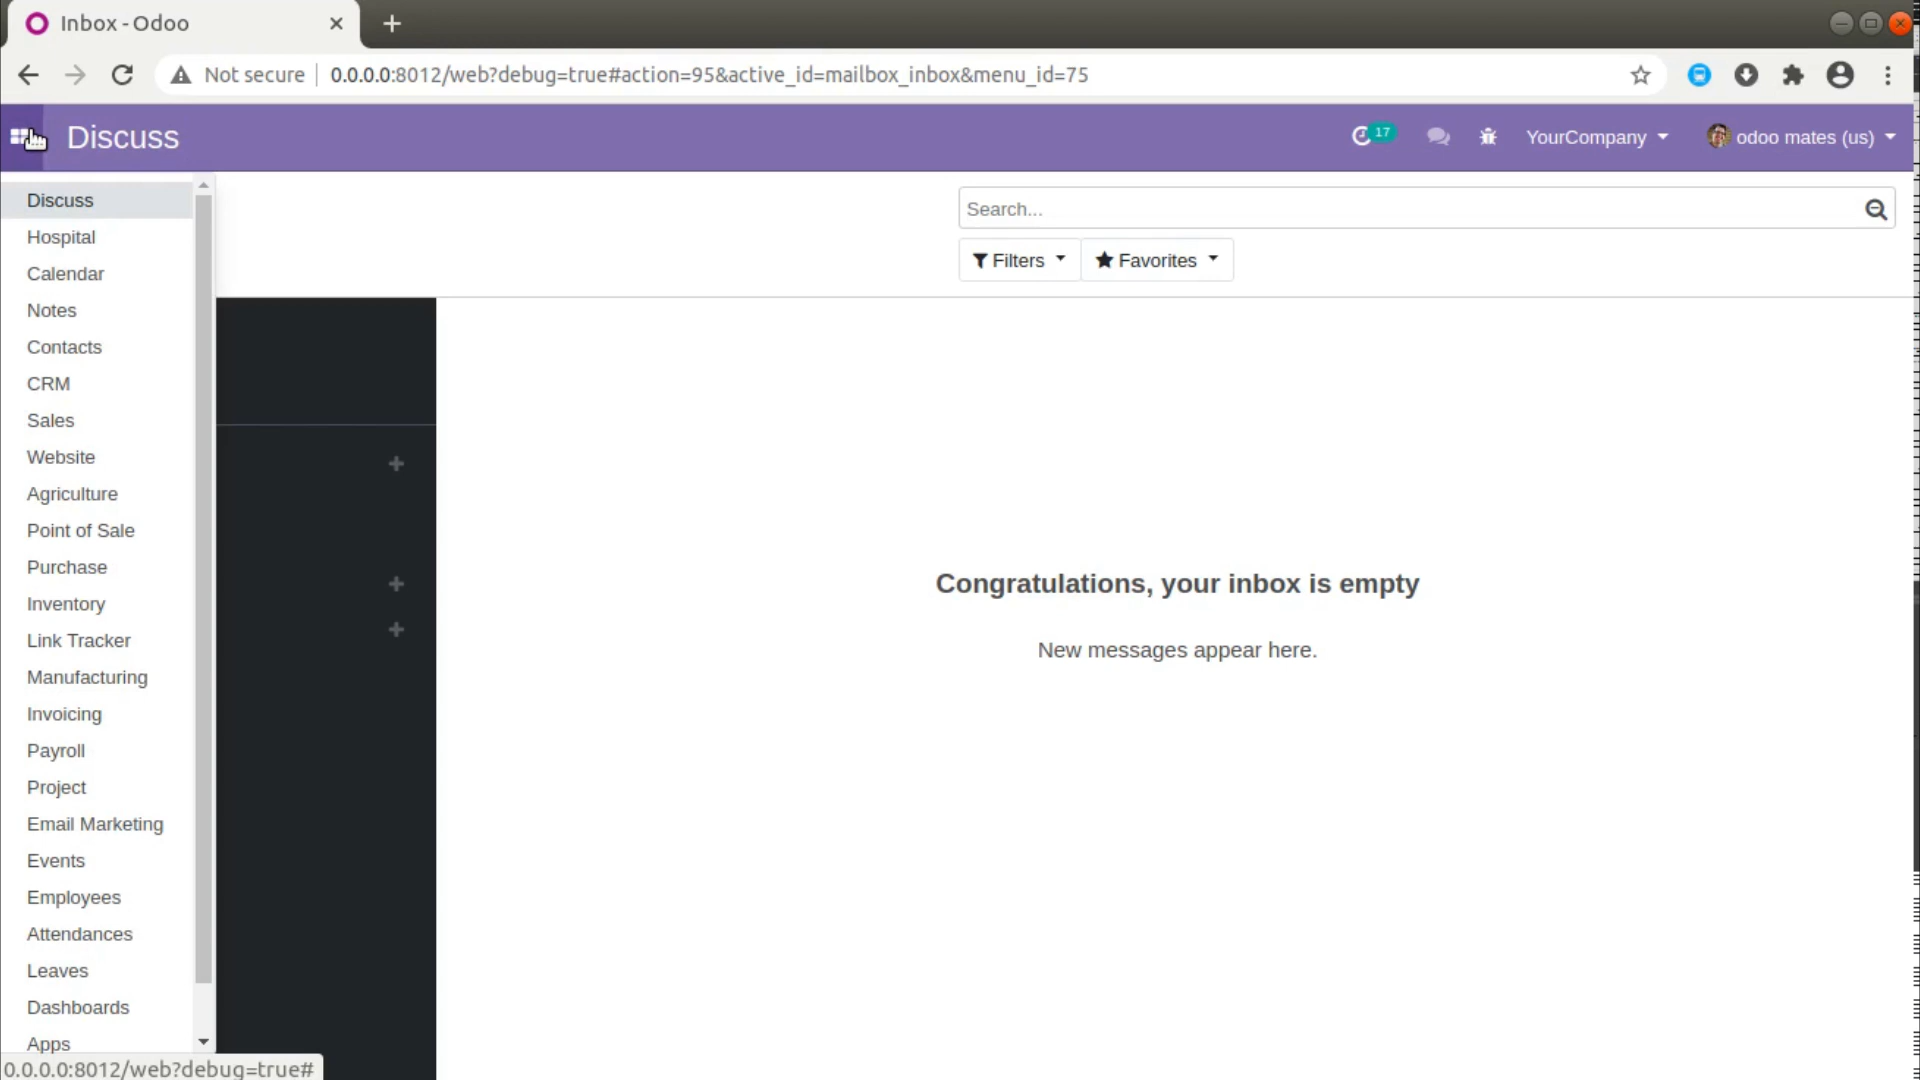 Inbox - Odoo
Not secure
0.0.0.0:8012/web?debug=true#action=95&active_id=mailbox_inbox&menu_id=75
Discuss
17
YourCompany
odoo mates (us)
Discuss
Hospital
Calendar
Notes
Contacts
CRM
Sales
Website
Agriculture
Point of Sale
Purchase
Inventory
Link Tracker
Manufacturing
Invoicing
Payroll
Project
Email Marketing
Events
Employees
Attendances
Leaves
Dashboards
Apps
Search...
Filters
Favorites
Congratulations, your inbox is empty
New messages appear here.
0.0.0.0:8012/web?debug=true#